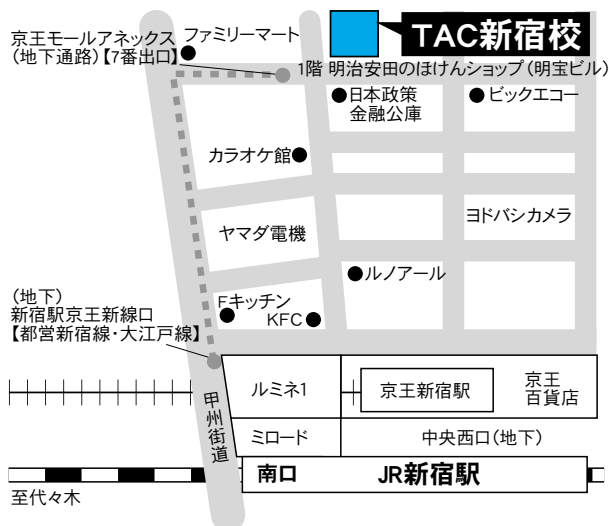 京王モールアネックス
(地下通路)【7番出口】
ファミリーマート
TAC新宿校
1階 明治安田のほけんショップ(明宝ビル)
日本政策
金融公庫
ビックエコー
カラオケ館
ヤマダ電機
ヨドバシカメラ
ルノアール
(地下)
新宿駅京王新線口
【都営新宿線・大江戸線】
Fキッチン
KFC
甲州街道
ルミネ1
京王新宿駅
京王
百貨店
ミロード
中央西口(地下)
南口
JR新宿駅
至代々木